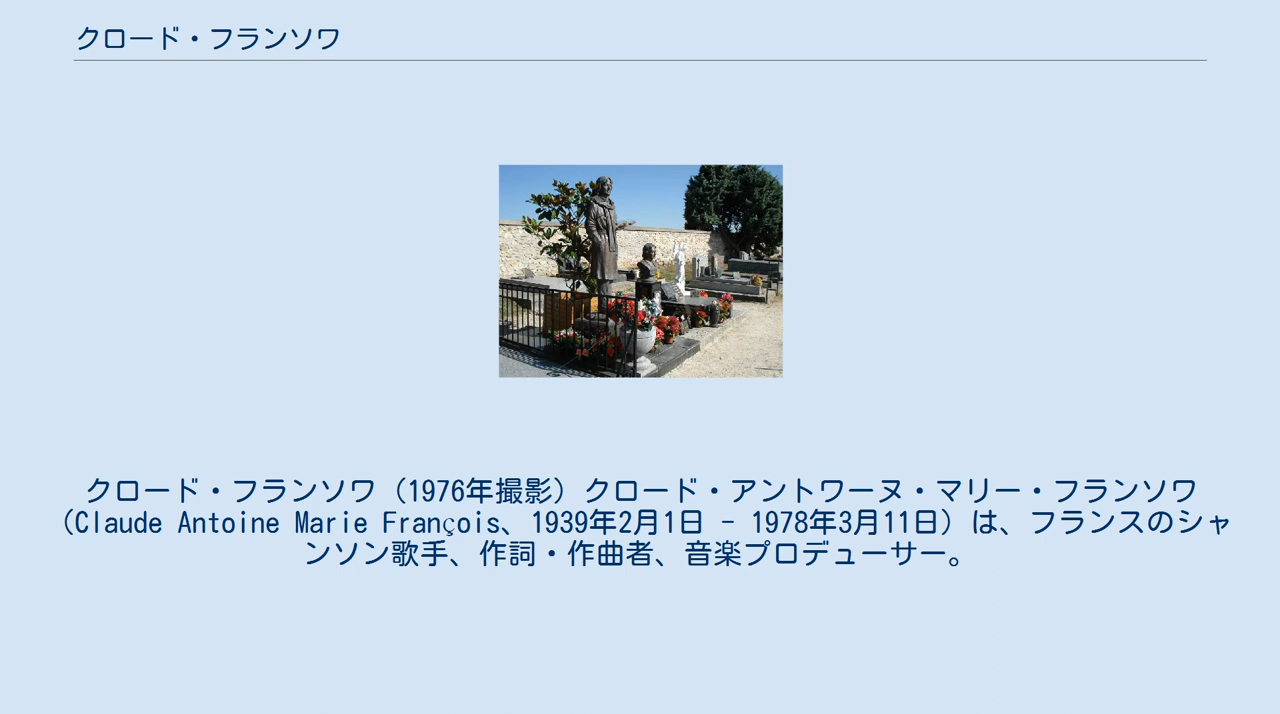 クロード・フランソワ
クロード・フランソワ（1976年撮影）クロード・アントワーヌ・マリー・フランソワ
（Claude Antoine Marie François、1939年2月1日 - 1978年3月11日）は、フランスのシャ
ンソン歌手、作詞・作曲者、音楽プロデューサー。